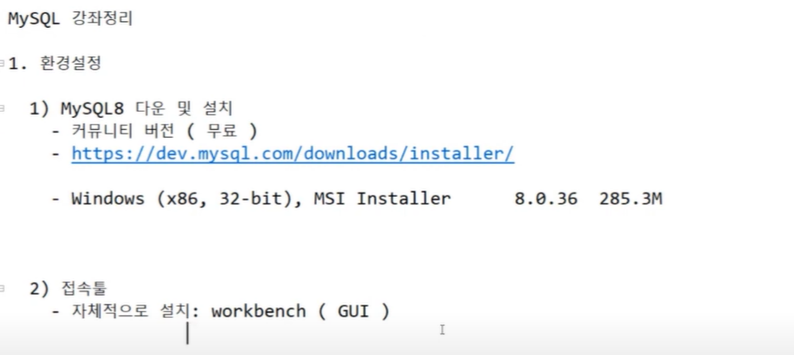 MySQL 강좌정리
1. 환경설정
1) MySQL8 다운 및 설치
- 커뮤니티 버전 ( 무료 )
- https://dev.mysql.com/downloads/installer/
- Windows (x86, 32-bit), MSI Installer 8.0.36 285.3M
2) 접속툴
- 자체적으로 설치: workbench ( GUI )